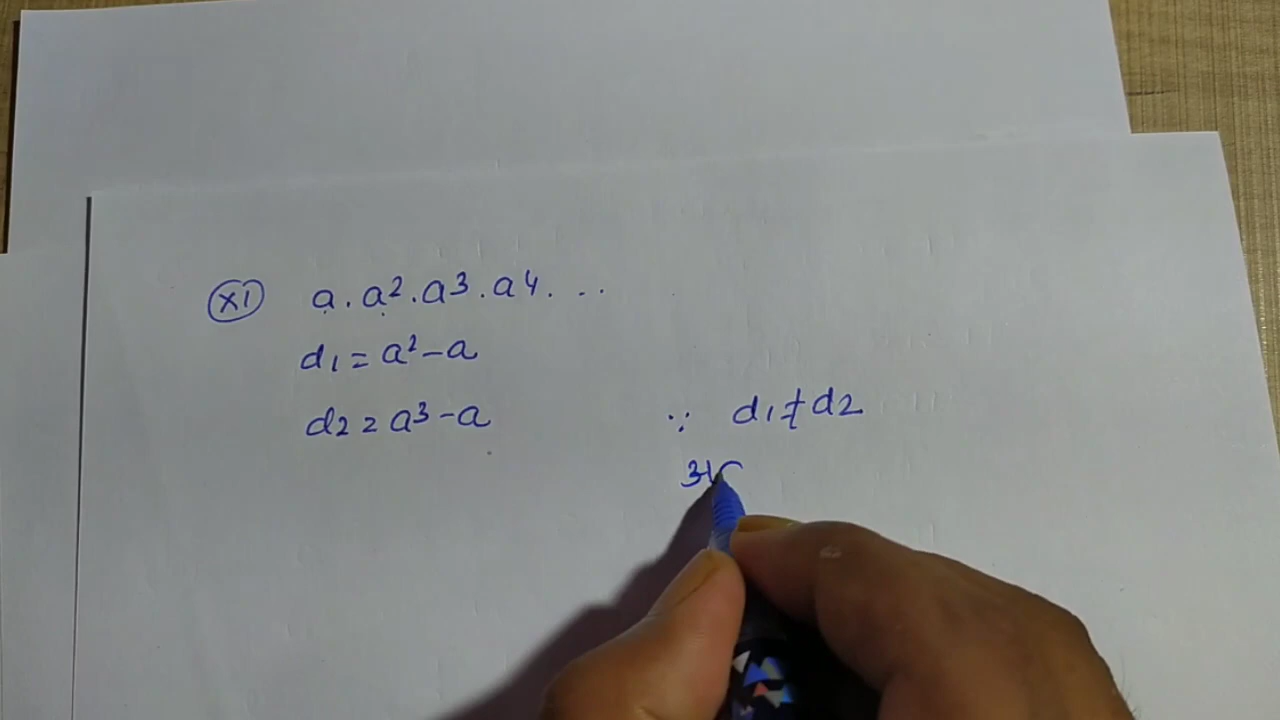 (XI) a, a², a³, a⁴, ...
d₁ = a² - a
d₂ = a³ - a
∵ d₁ ≠ d₂